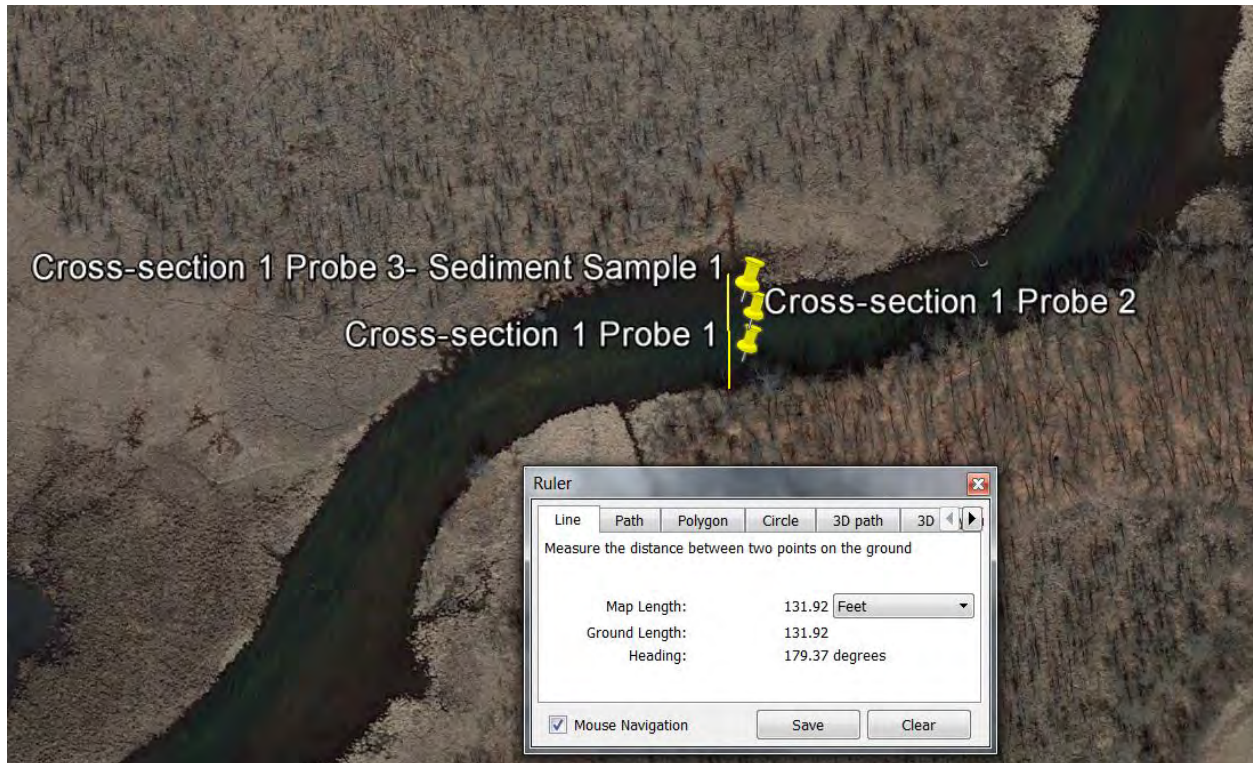 Cross-section 1 Probe 3- Sediment Sample 1
Cross-section 1 Probe 2
Cross-section 1 Probe 1
Ruler
Line Path Polygon Circle 3D path 3D
Measure the distance between two points on the ground
Map Length: 131.92 Feet
Ground Length: 131.92
Heading: 179.37 degrees
Mouse Navigation Save Clear